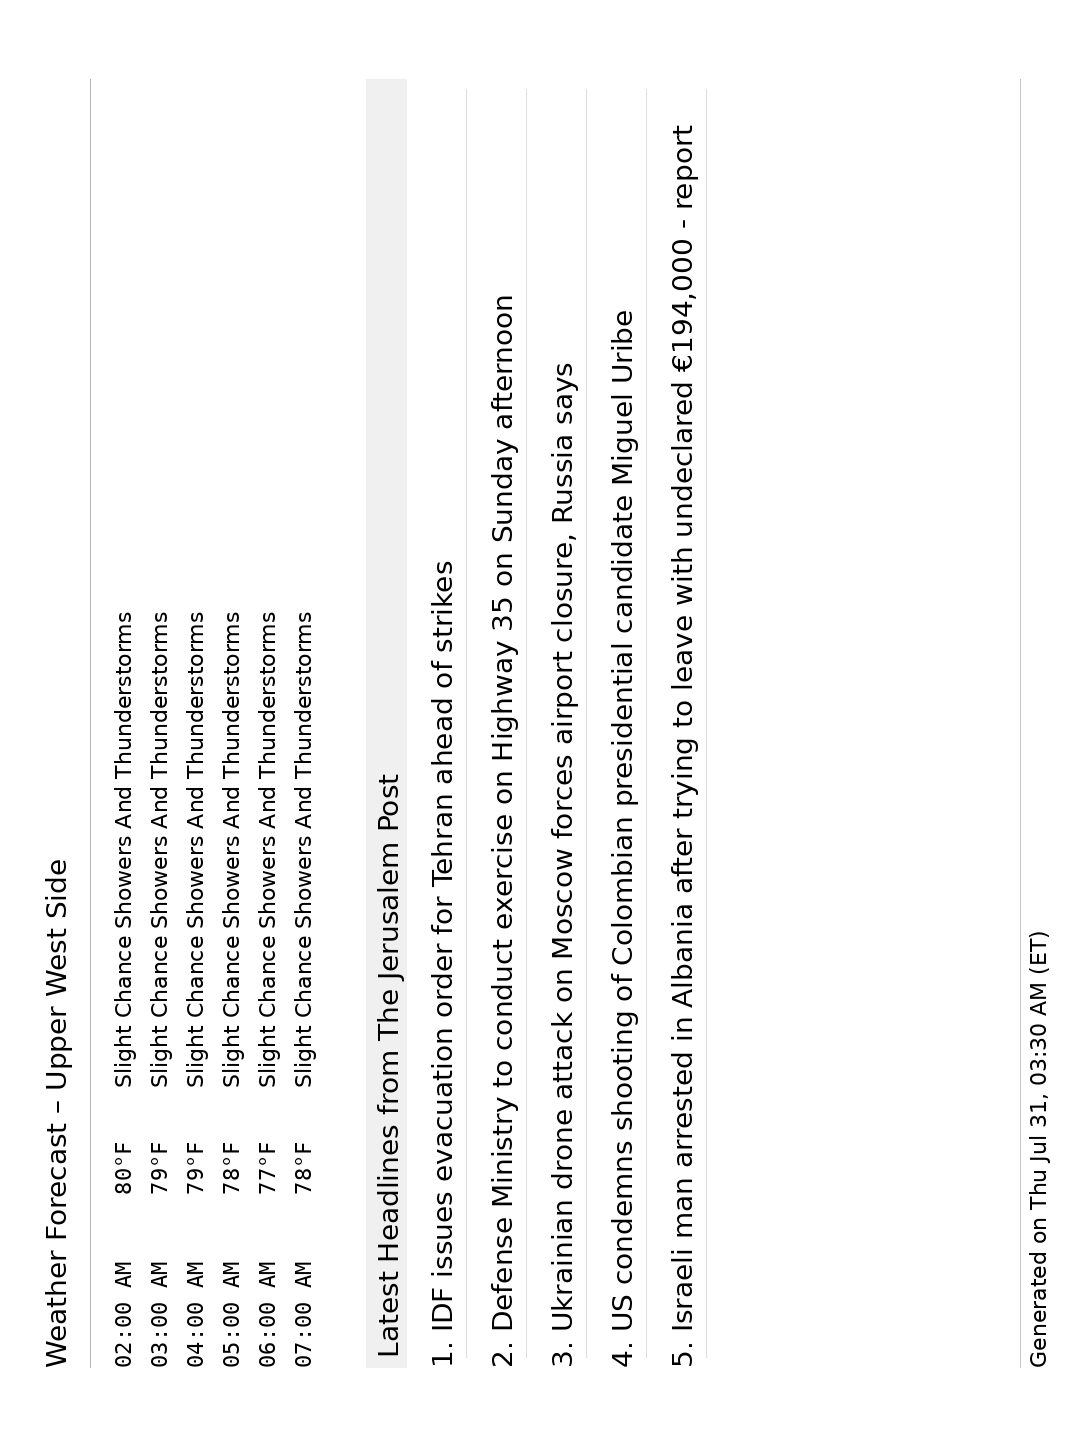 Weather Forecast – Upper West Side
02:00 AM 80°F Slight Chance Showers And Thunderstorms
03:00 AM 79°F Slight Chance Showers And Thunderstorms
04:00 AM 79°F Slight Chance Showers And Thunderstorms
05:00 AM 78°F Slight Chance Showers And Thunderstorms
06:00 AM 77°F Slight Chance Showers And Thunderstorms
07:00 AM 78°F Slight Chance Showers And Thunderstorms
Latest Headlines from The Jerusalem Post
1. IDF issues evacuation order for Tehran ahead of strikes
2. Defense Ministry to conduct exercise on Highway 35 on Sunday afternoon
3. Ukrainian drone attack on Moscow forces airport closure, Russia says
4. US condemns shooting of Colombian presidential candidate Miguel Uribe
5. Israeli man arrested in Albania after trying to leave with undeclared €194,000 - report
Generated on Thu Jul 31, 03:30 AM (ET)